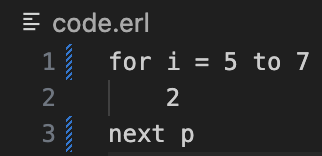 code.erl
1 for i = 5 to 7
2 2
3 next p